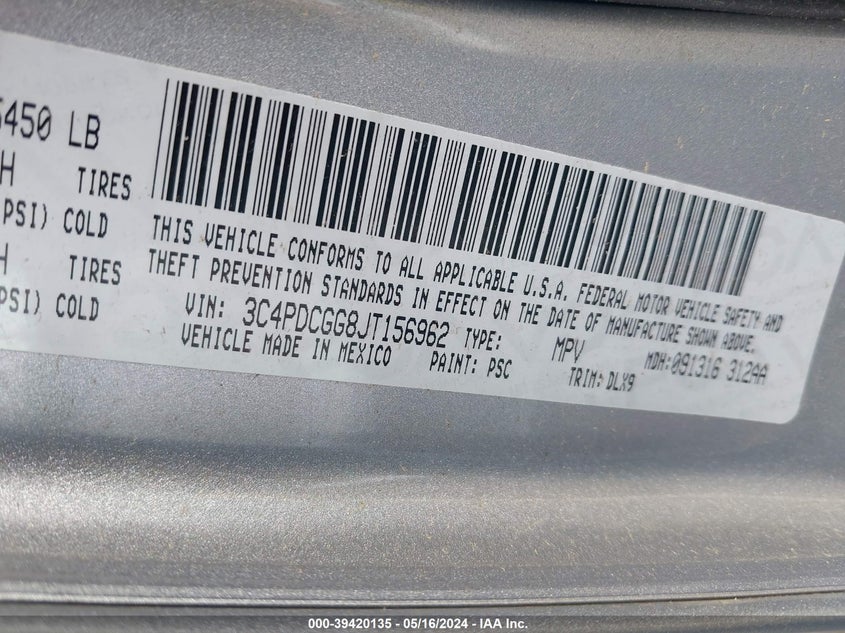 5450 LB
H TIRES
PSI) COLD
H TIRES
PSI) COLD
THIS VEHICLE CONFORMS TO ALL APPLICABLE U.S.A. FEDERAL MOTOR VEHICLE SAFETY AND
THEFT PREVENTION STANDARDS IN EFFECT ON THE DATE OF MANUFACTURE SHOWN ABOVE.
VIN: 3C4PDCGG8JT156962 TYPE: MPV MDH: 091316 312AA
VEHICLE MADE IN MEXICO PAINT: PSC TRIM: DLX9
000-39420135 - 05/16/2024 - IAA Inc.